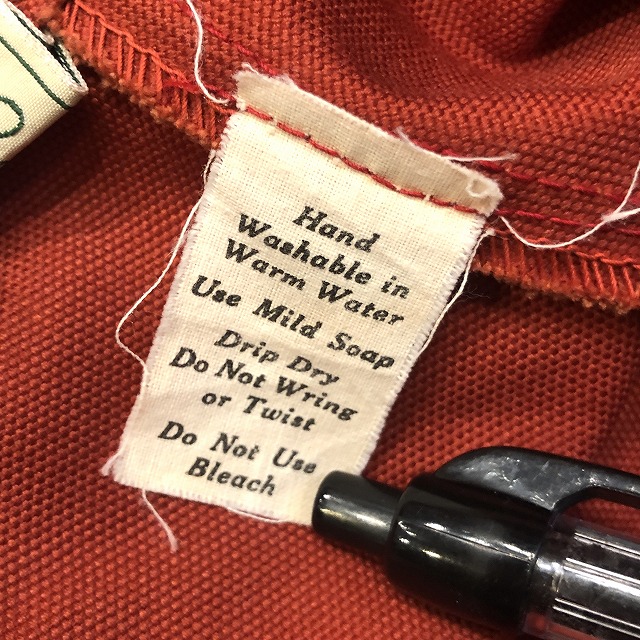 Hand
Washable in
Warm Water
Use Mild Soap
Drip Dry
Do Not Wring
or Twist
Do Not Use
Bleach